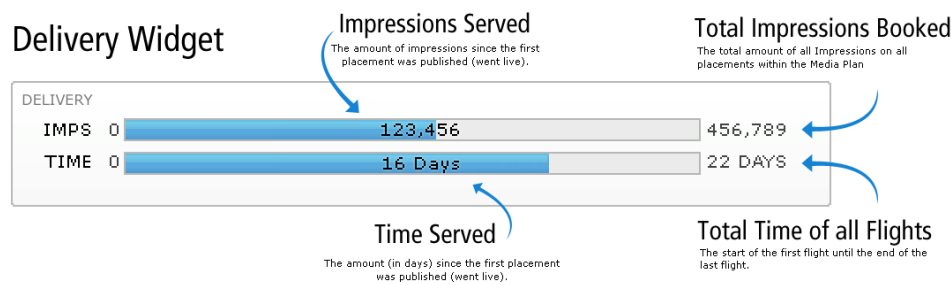 Delivery Widget
Impressions Served
The amount of impressions since the first
placement was published (went live).
Total Impressions Booked
The total amount of all Impressions on all
placements within the Media Plan
DELIVERY
IMPS 0 123,456 456,789
TIME 0 16 Days 22 DAYS
Time Served
The amount (in days) since the first placement
was published (went live).
Total Time of all Flights
The start of the first flight until the end of the
last flight.